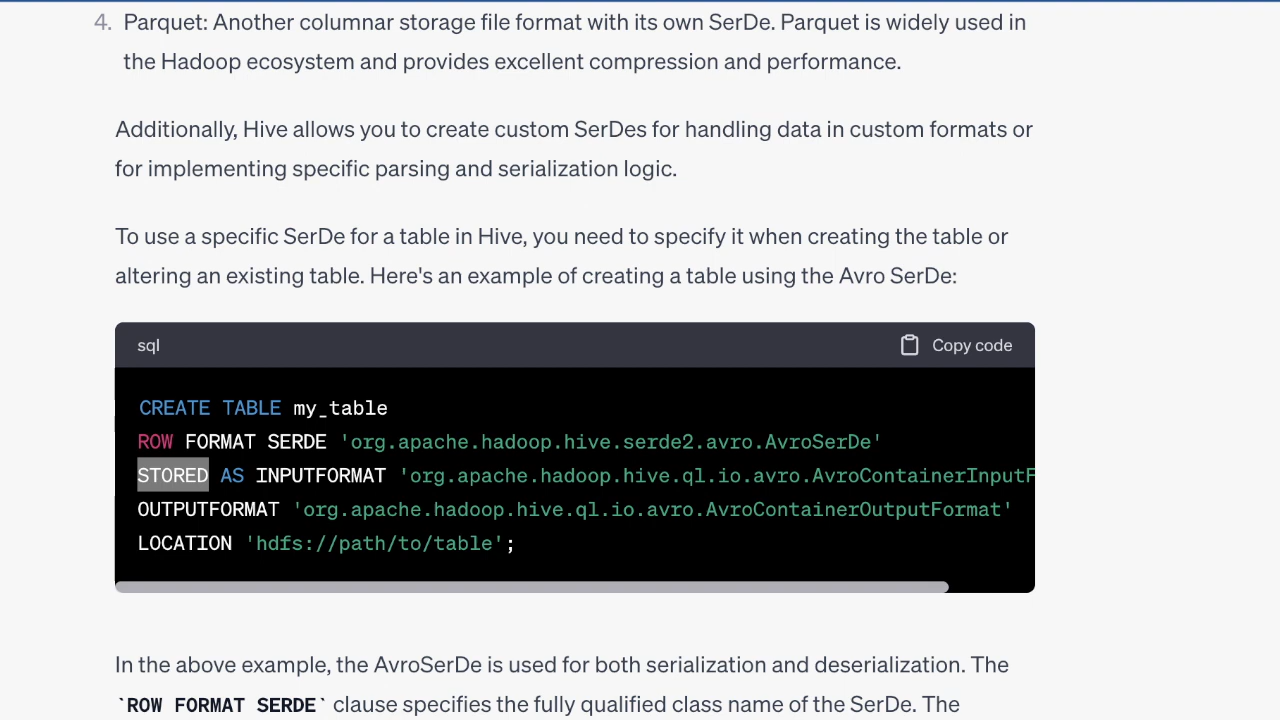 4. Parquet: Another columnar storage file format with its own SerDe. Parquet is widely used in
the Hadoop ecosystem and provides excellent compression and performance.
Additionally, Hive allows you to create custom SerDes for handling data in custom formats or
for implementing specific parsing and serialization logic.
To use a specific SerDe for a table in Hive, you need to specify it when creating the table or
altering an existing table. Here's an example of creating a table using the Avro SerDe:
sql Copy code
CREATE TABLE my_table
ROW FORMAT SERDE 'org.apache.hadoop.hive.serde2.avro.AvroSerDe'
STORED AS INPUTFORMAT 'org.apache.hadoop.hive.ql.io.avro.AvroContainerInputF
OUTPUTFORMAT 'org.apache.hadoop.hive.ql.io.avro.AvroContainerOutputFormat'
LOCATION 'hdfs://path/to/table';
In the above example, the AvroSerDe is used for both serialization and deserialization. The
`ROW FORMAT SERDE` clause specifies the fully qualified class name of the SerDe. The